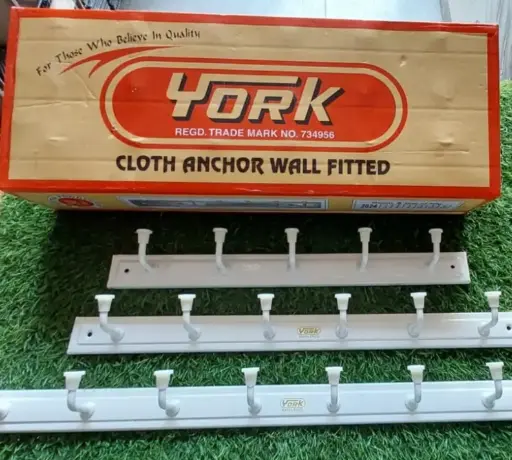 For Those Who Believe In Quality
YORK
REGD. TRADE MARK NO. 734956
CLOTH ANCHOR WALL FITTED
YORK
YORK